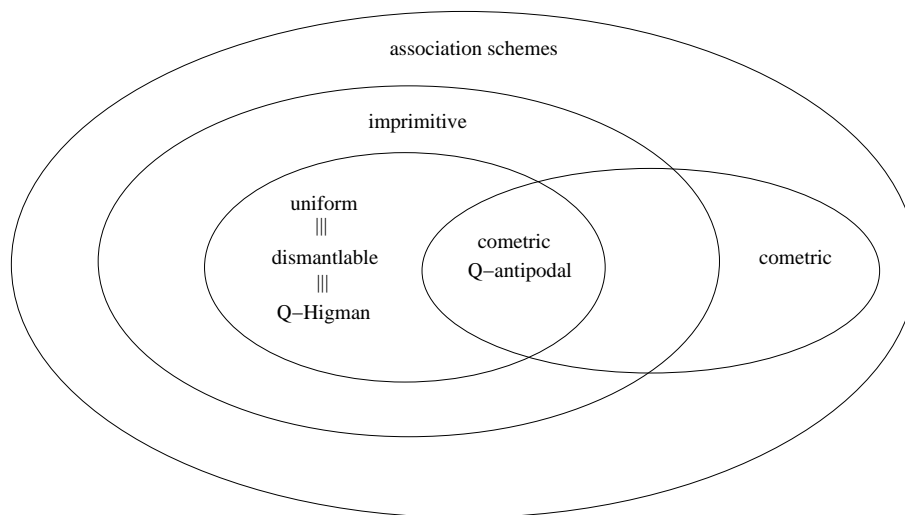 association schemes
imprimitive
uniform
|||
dismantlable
|||
Q−Higman
cometric
Q−antipodal
cometric